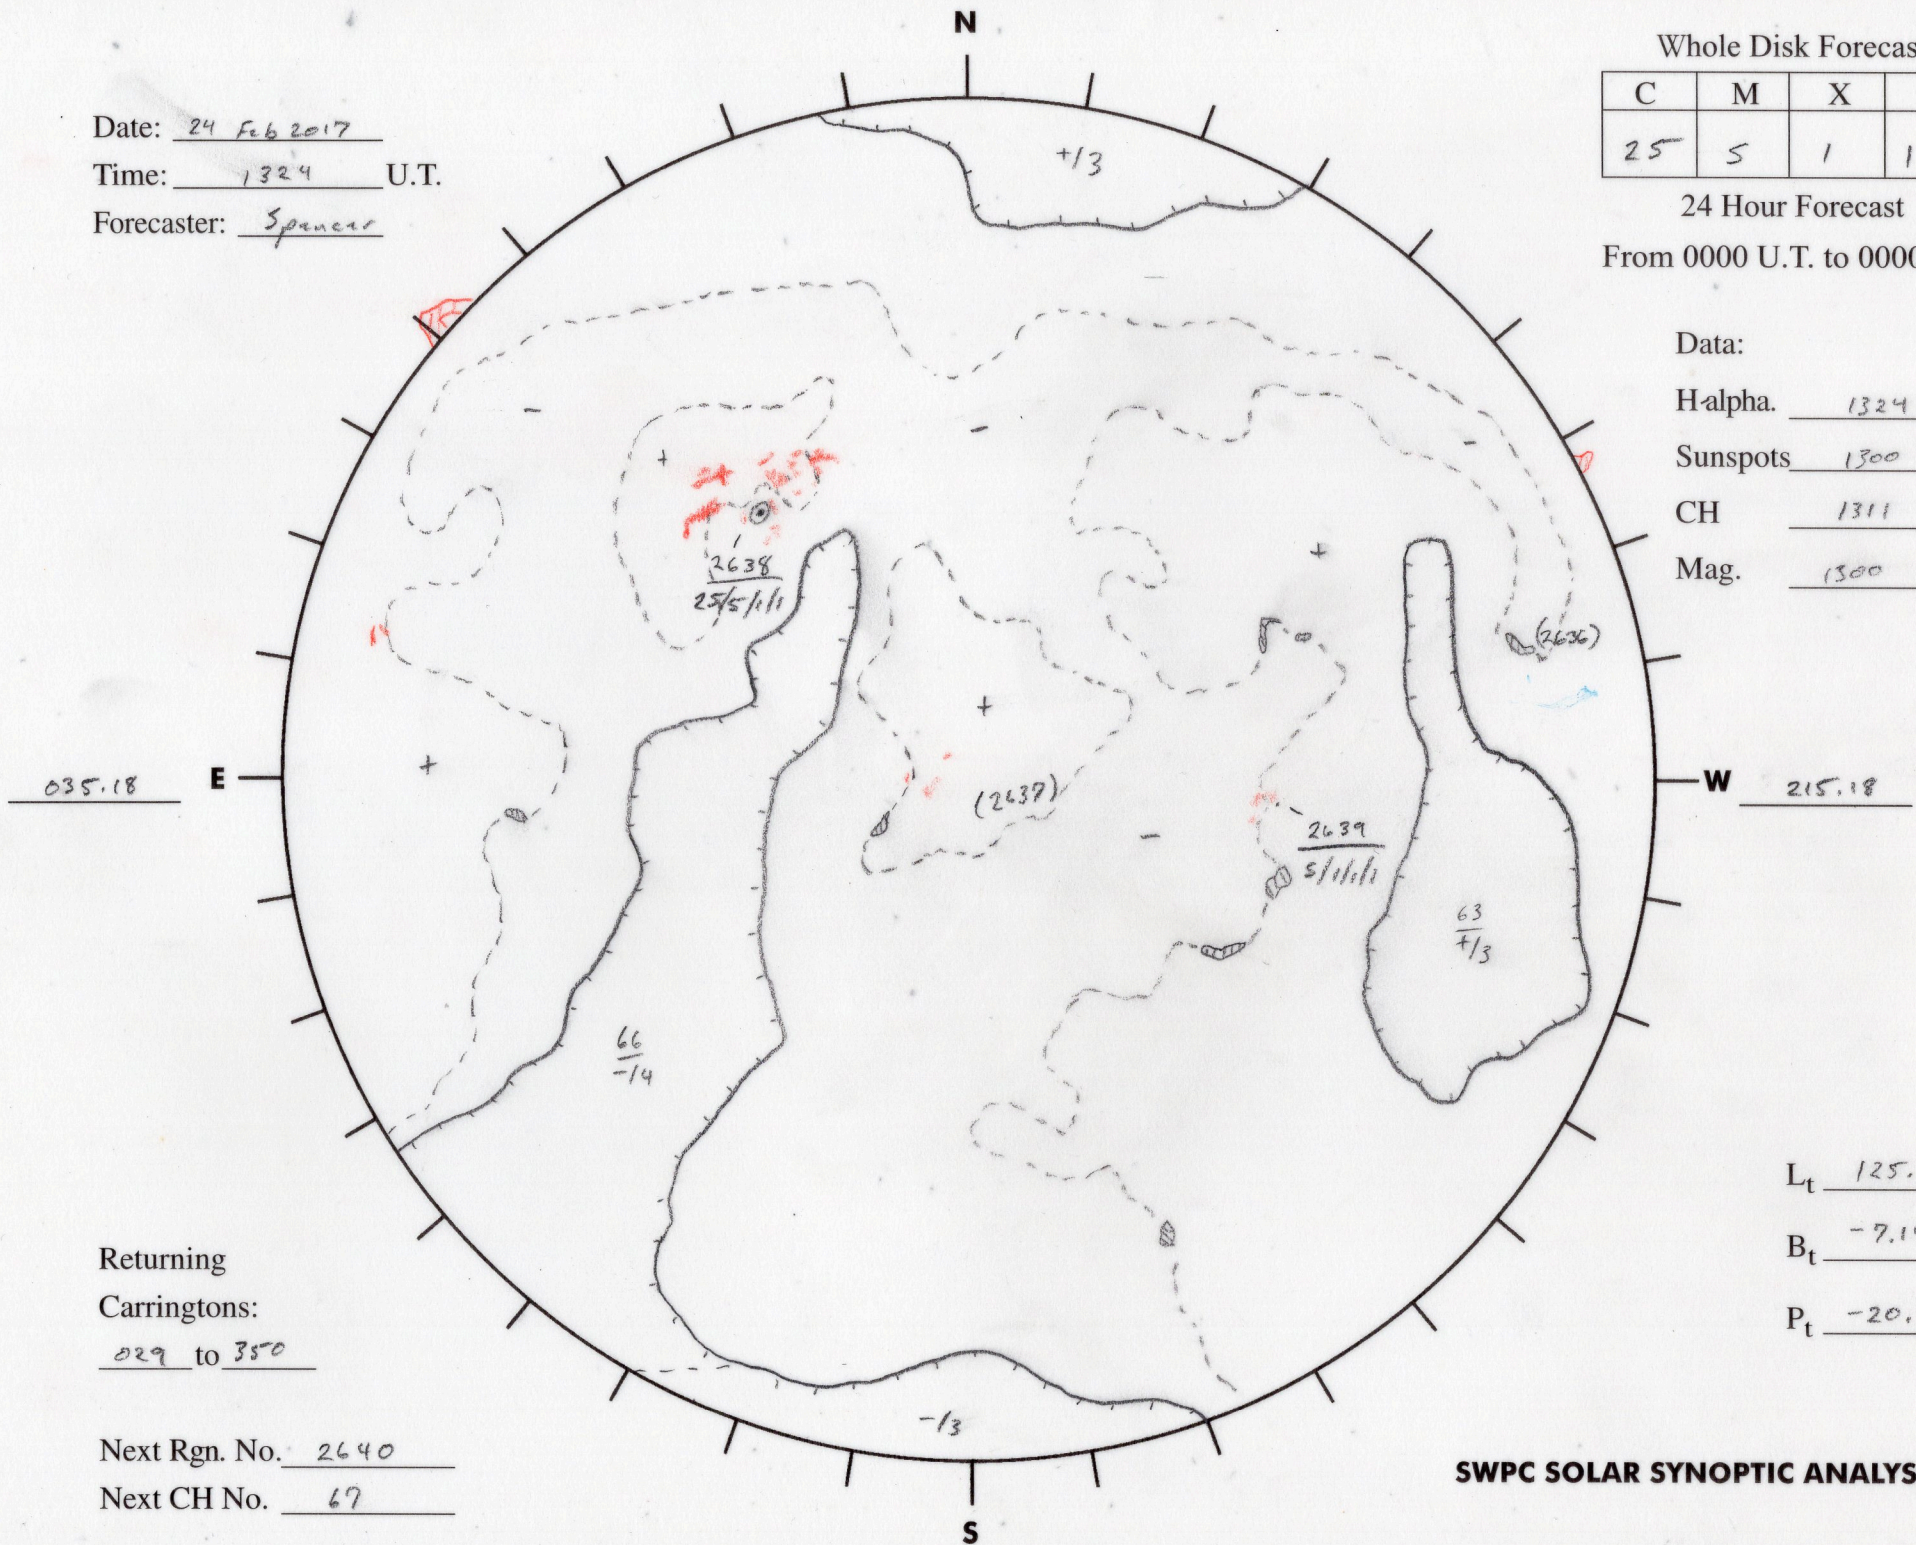 N
Whole Disk Forecas
C M X
25 5 1 1
24 Hour Forecast
From 0000 U.T. to 0000
Date: 24 Feb 2017
Time: 1324 U.T.
Forecaster: Spencer
+/3
Data:
H-alpha. 1324
Sunspots 1300
CH 1311
Mag. 1300
-
-
-
-
+
+
2638
25/5/1/1
(2636)
+
+
035.18 E
(2637)
W 215.18
-
2639
5/1/1/1
63
+/3
66
-/4
Lt 125.
Bt -7.1
Pt -20.
Returning
Carringtons:
029 to 350
-/3
Next Rgn. No. 2640
Next CH No. 67
SWPC SOLAR SYNOPTIC ANALYS
S